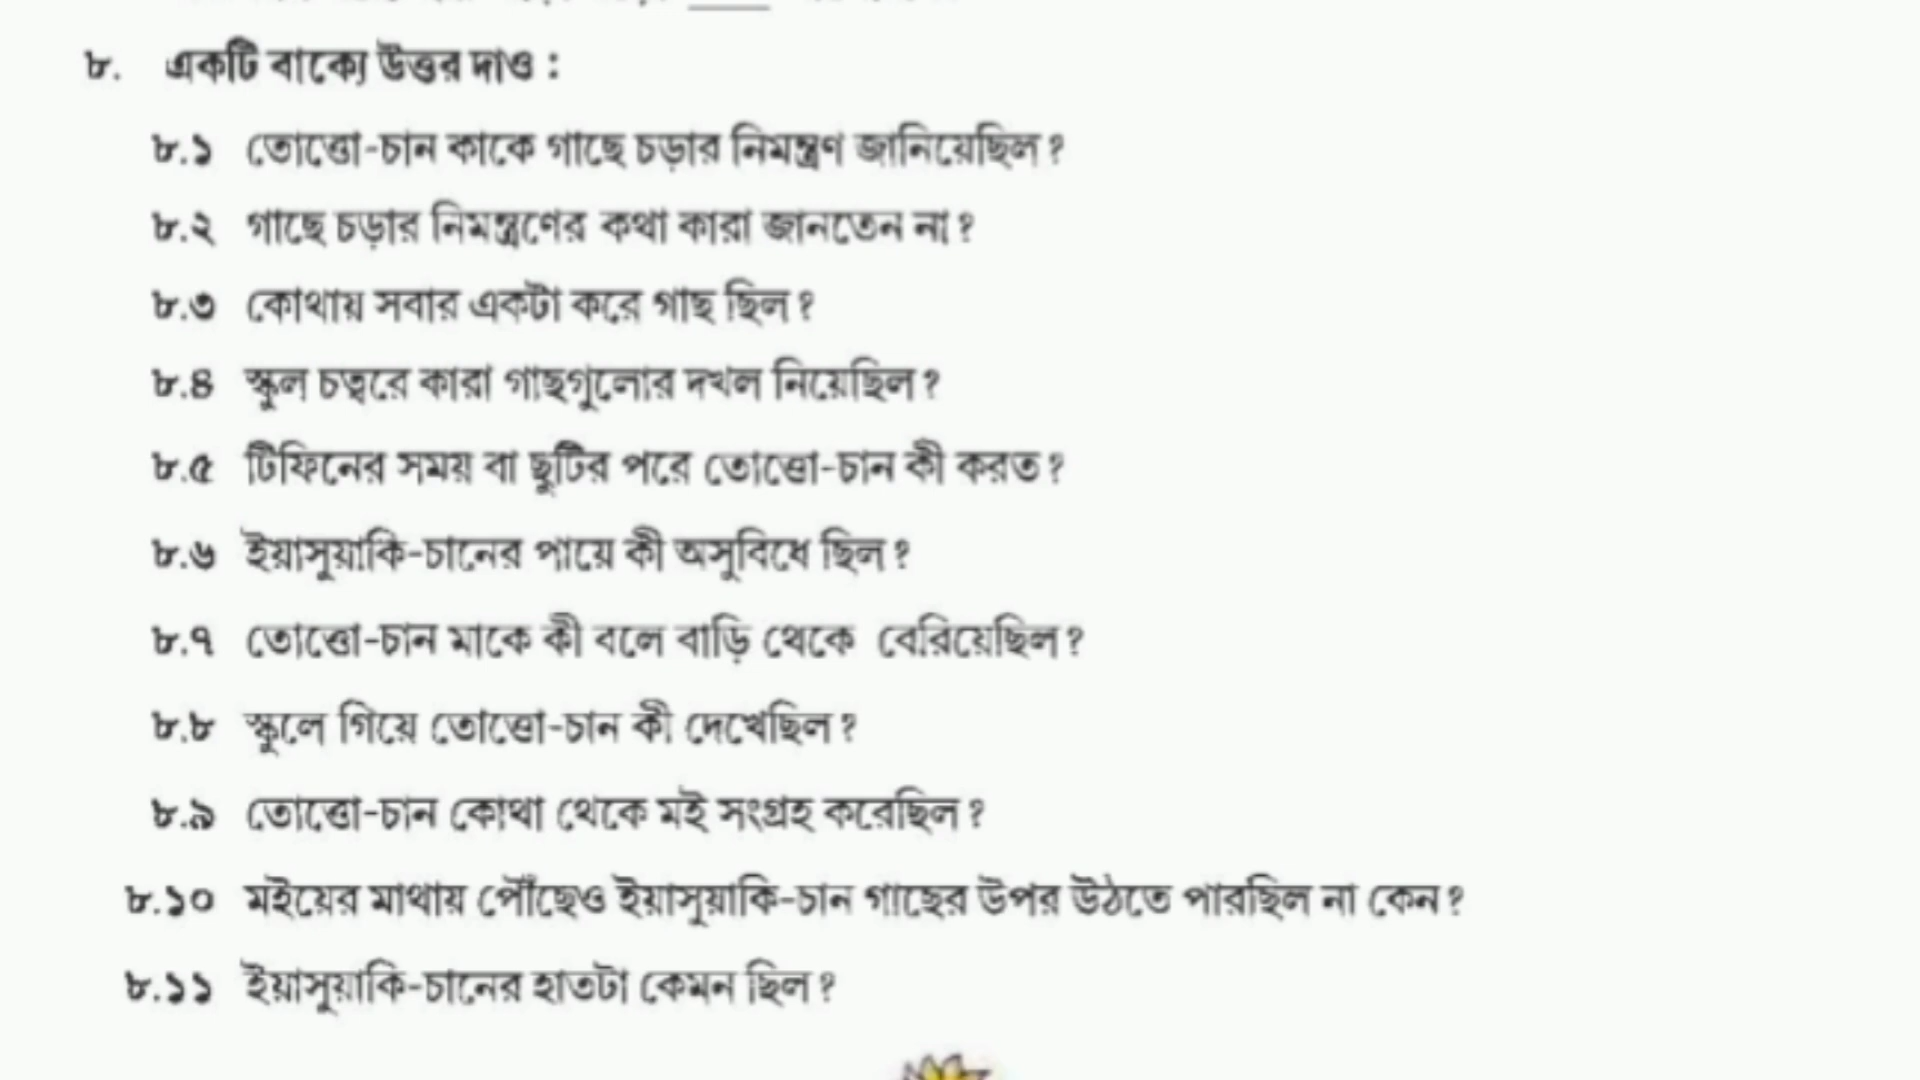 ৮. একটি বাক্যে উত্তর দাও :
৮.১ তোত্তো-চান কাকে গাছে চড়ার নিমন্ত্রণ জানিয়েছিল?
৮.২ গাছে চড়ার নিমন্ত্রণের কথা কারা জানতেন না?
৮.৩ কোথায় সবার একটা করে গাছ ছিল?
৮.৪ স্কুল চত্বরে কারা গাছগুলোর দখল নিয়েছিল?
৮.৫ টিফিনের সময় বা ছুটির পরে তোত্তো-চান কী করত?
৮.৬ ইয়াসুয়াকি-চানের পায়ে কী অসুবিধে ছিল?
৮.৭ তোত্তো-চান মাকে কী বলে বাড়ি থেকে বেরিয়েছিল?
৮.৮ স্কুলে গিয়ে তোত্তো-চান কী দেখেছিল?
৮.৯ তোত্তো-চান কোথা থেকে মই সংগ্রহ করেছিল?
৮.১০ মইয়ের মাথায় পৌঁছেও ইয়াসুয়াকি-চান গাছের উপর উঠতে পারছিল না কেন?
৮.১১ ইয়াসুয়াকি-চানের হাতটা কেমন ছিল?